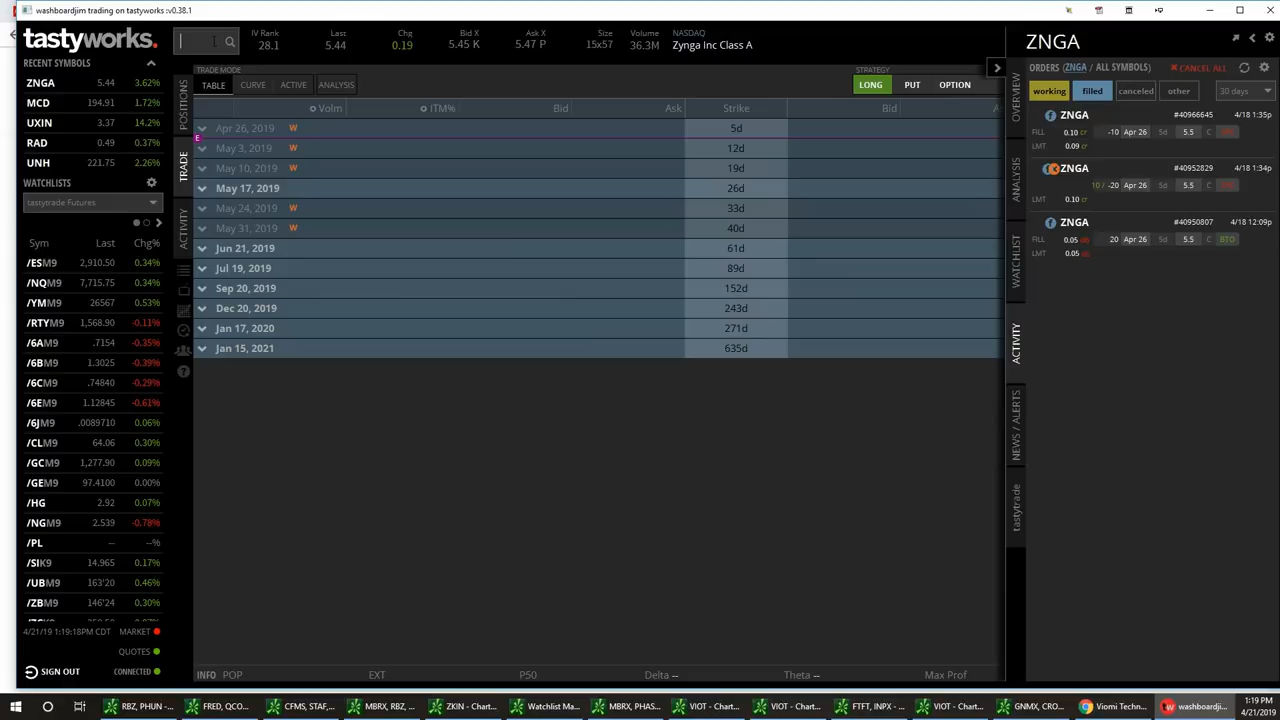 washboardjim trading on tastyworks :v0.38.1
tastyworks.
IV Rank Last Chg Bid X Ask X Size Volume NASDAQ
28.1 5.44 0.19 5.45 K 5.47 P 15x57 36.3M Zynga Inc Class A
RECENT SYMBOLS
ZNGA 5.44 3.62%
MCD 194.91 1.72%
UXIN 3.37 14.2%
RAD 0.49 0.37%
UNH 221.75 2.26%
WATCHLISTS
tastytrade Futures
Sym Last Chg%
/ESM9 2,910.50 0.34%
/NQM9 7,715.75 0.34%
/YMM9 26567 0.53%
/RTYM9 1,568.90 -0.11%
/6AM9 .7154 -0.35%
/6BM9 1.3025 -0.39%
/6CM9 .74840 -0.29%
/6EM9 1.12845 -0.61%
/6JM9 .0089710 0.06%
/CLM9 64.06 0.30%
/GCM9 1,277.90 0.09%
/GEM9 97.4100 0.00%
/HG 2.92 0.07%
/NGM9 2.539 -0.78%
/PL -- --%
/SIK9 14.965 0.17%
/UBM9 163'20 0.46%
/ZBM9 146'24 0.30%
4/21/19 1:19:18PM CDT MARKET
QUOTES
SIGN OUT CONNECTED
POSITIONS
TRADE
ACTIVITY
TRADE MODE STRATEGY
TABLE CURVE ACTIVE ANALYSIS LONG PUT OPTION
Volm ITM% Bid Ask Strike Bid
Apr 26, 2019 W 5d
E
May 3, 2019 W 12d
May 10, 2019 W 19d
May 17, 2019 26d
May 24, 2019 W 33d
May 31, 2019 W 40d
Jun 21, 2019 61d
Jul 19, 2019 89d
Sep 20, 2019 152d
Dec 20, 2019 243d
Jan 17, 2020 271d
Jan 15, 2021 635d
INFO POP EXT P50 Delta -- Theta -- Max Prof
OVERVIEW
ANALYSIS
WATCHLIST
ACTIVITY
NEWS / ALERTS
tastytrade
ZNGA
ORDERS (ZNGA / ALL SYMBOLS) CANCEL ALL
working filled canceled other 30 days
ZNGA #40966645 4/18 1:35p
FILL 0.10 cr -10 Apr 26 5d 5.5 C
LMT 0.09 cr
ZNGA #40952829 4/18 1:34p
10 / -20 Apr 26 5d 5.5 C
LMT 0.10 cr
ZNGA #40950807 4/18 12:09p
FILL 0.05 db 20 Apr 26 5d 5.5 C BTO
LMT 0.05 db
RBZ, PHUN - ... FRED, QCO... CFMS, STAF,... MBRX, RBZ, ... ZKIN - Chart... Watchlist Ma... MBRX, PHAS... VIOT - Chart... VIOT - Chart... FTFT, INPX - ... VIOT - Chart... GNMX, CRO... Viomi Techn... washboardji...
1:19 PM
4/21/2019